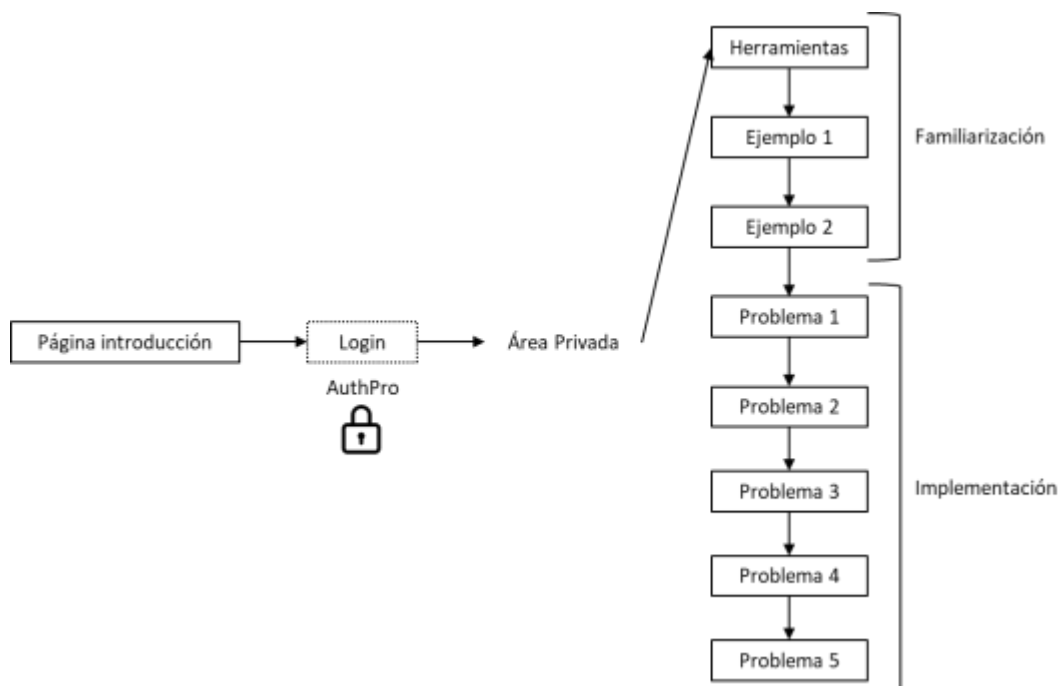 Herramientas
Ejemplo 1
Familiarización
Ejemplo 2
Problema 1
Página introducción
Login
Área Privada
AuthPro
Problema 2
Problema 3
Implementación
Problema 4
Problema 5